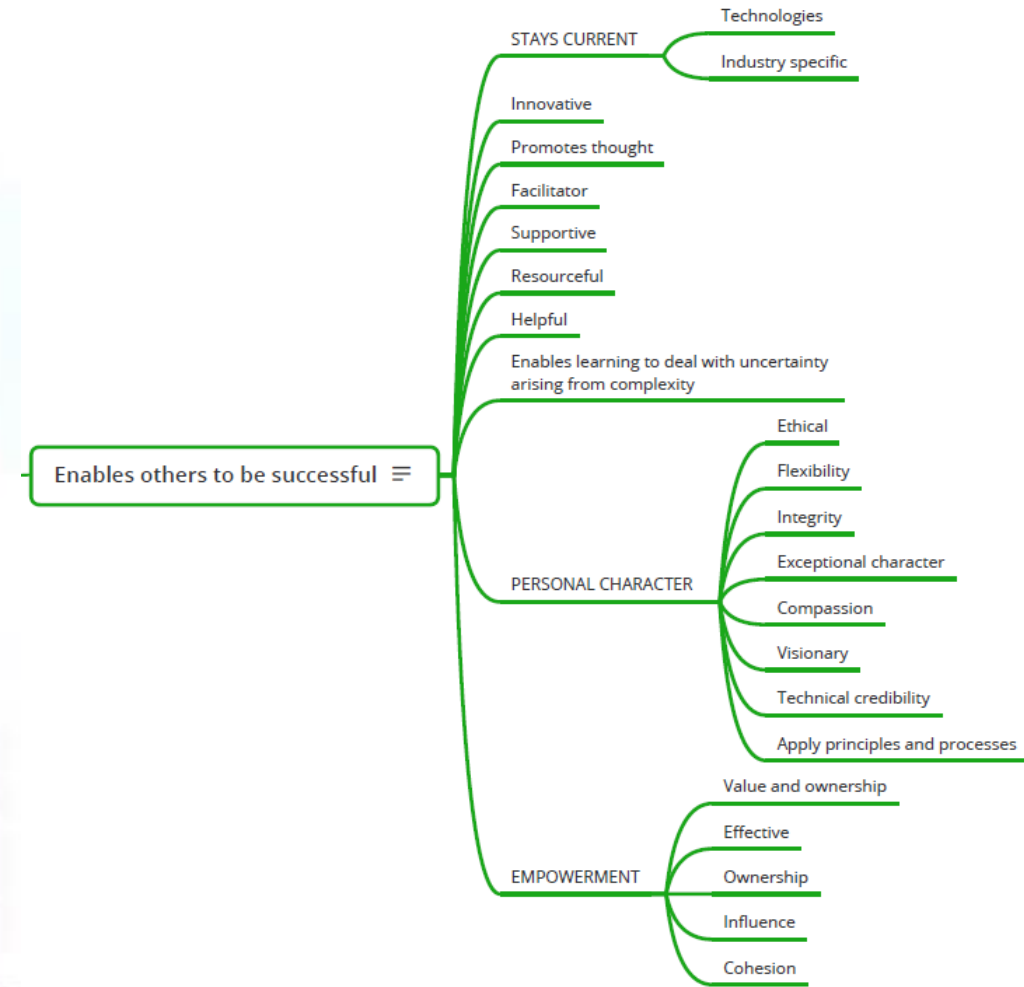 Technologies
STAYS CURRENT
Industry specific
Innovative
Promotes thought
Facilitator
Supportive
Resourceful
Helpful
Enables learning to deal with uncertainty
arising from complexity
Enables others to be successful
PERSONAL CHARACTER
Ethical
Flexibility
Integrity
Exceptional character
Compassion
Visionary
Technical credibility
Apply principles and processes
EMPOWERMENT
Value and ownership
Effective
Ownership
Influence
Cohesion